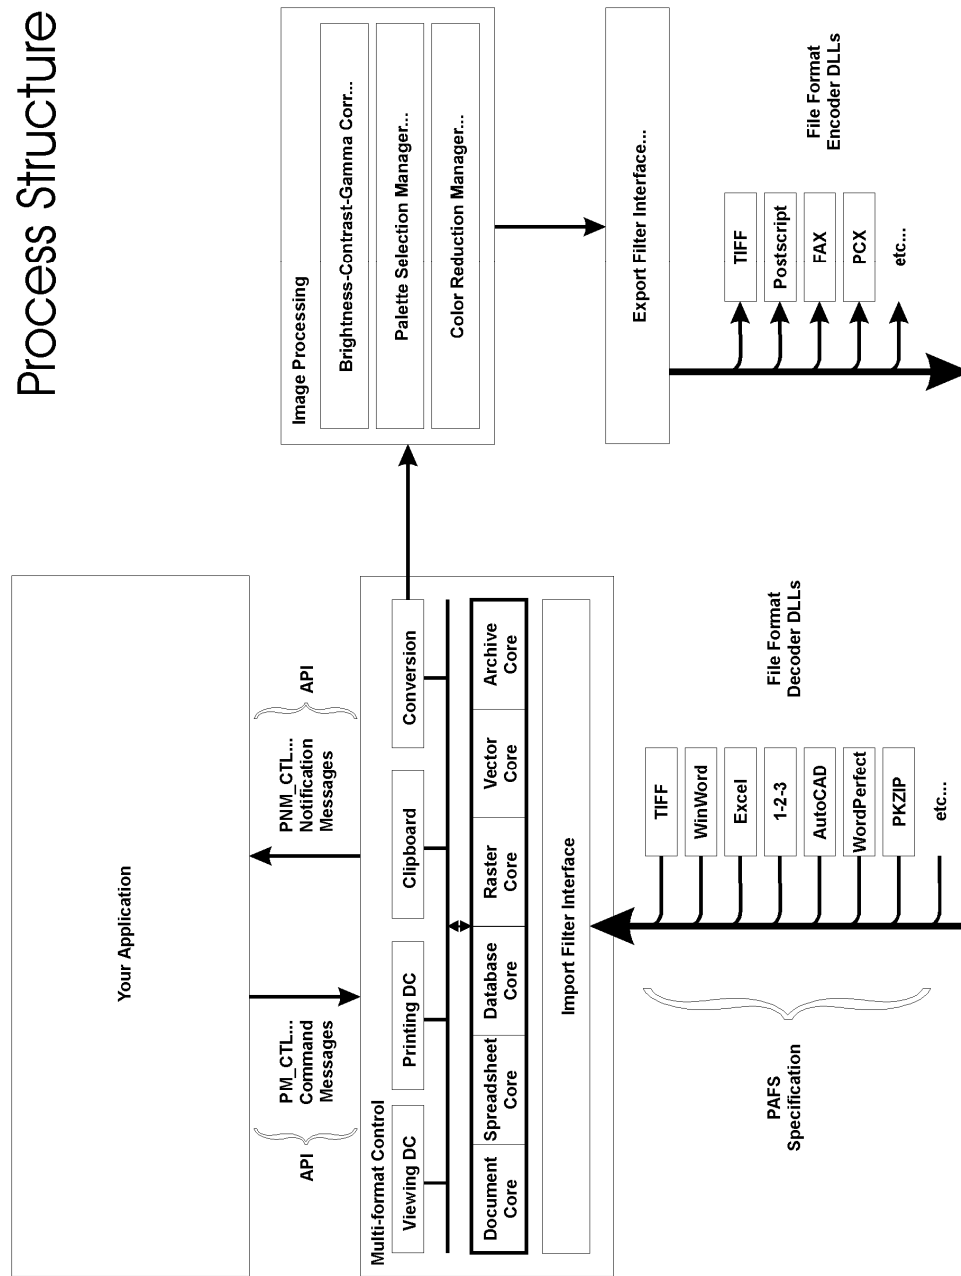 Process Structure
Your Application
API
PM_CTL...
Command
Messages
PNM_CTL...
Notification
Messages
API
Multi-format Control
Viewing DC
Printing DC
Clipboard
Conversion
Document
Core
Spreadsheet
Core
Database
Core
Raster
Core
Vector
Core
Archive
Core
Import Filter Interface
PAFS
Specification
TIFF
WinWord
Excel
1-2-3
AutoCAD
WordPerfect
PKZIP
etc...
File Format
Decoder DLLs
Image Processing
Brightness-Contrast-Gamma Corr...
Palette Selection Manager...
Color Reduction Manager...
Export Filter Interface...
TIFF
Postscript
FAX
PCX
etc...
File Format
Encoder DLLs